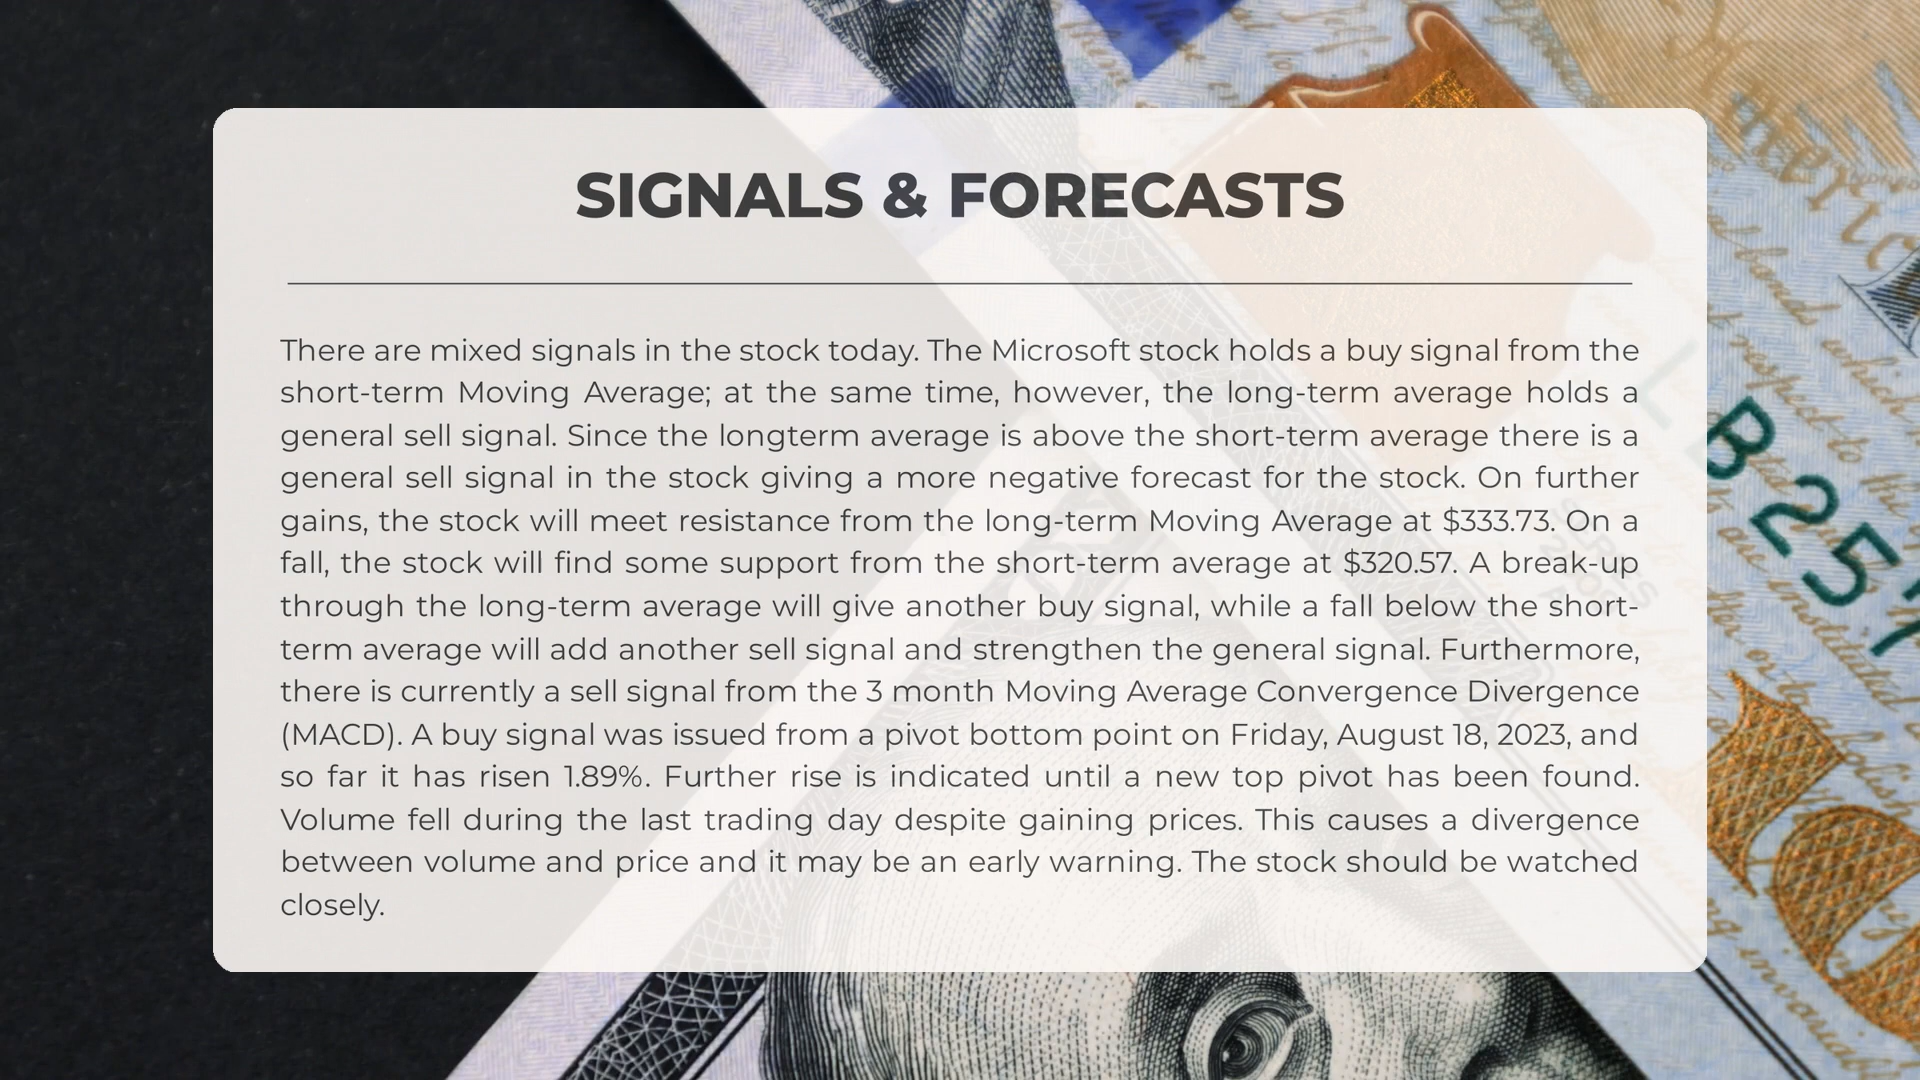 SIGNALS & FORECASTS
There are mixed signals in the stock today. The Microsoft stock holds a buy signal from the
short-term Moving Average; at the same time, however, the long-term average holds a
general sell signal. Since the longterm average is above the short-term average there is a
general sell signal in the stock giving a more negative forecast for the stock. On further
gains, the stock will meet resistance from the long-term Moving Average at $333.73. On a
fall, the stock will find some support from the short-term average at $320.57. A break-up
through the long-term average will give another buy signal, while a fall below the short-
term average will add another sell signal and strengthen the general signal. Furthermore,
there is currently a sell signal from the 3 month Moving Average Convergence Divergence
(MACD). A buy signal was issued from a pivot bottom point on Friday, August 18, 2023, and
so far it has risen 1.89%. Further rise is indicated until a new top pivot has been found.
Volume fell during the last trading day despite gaining prices. This causes a divergence
between volume and price and it may be an early warning. The stock should be watched
closely.
LB257